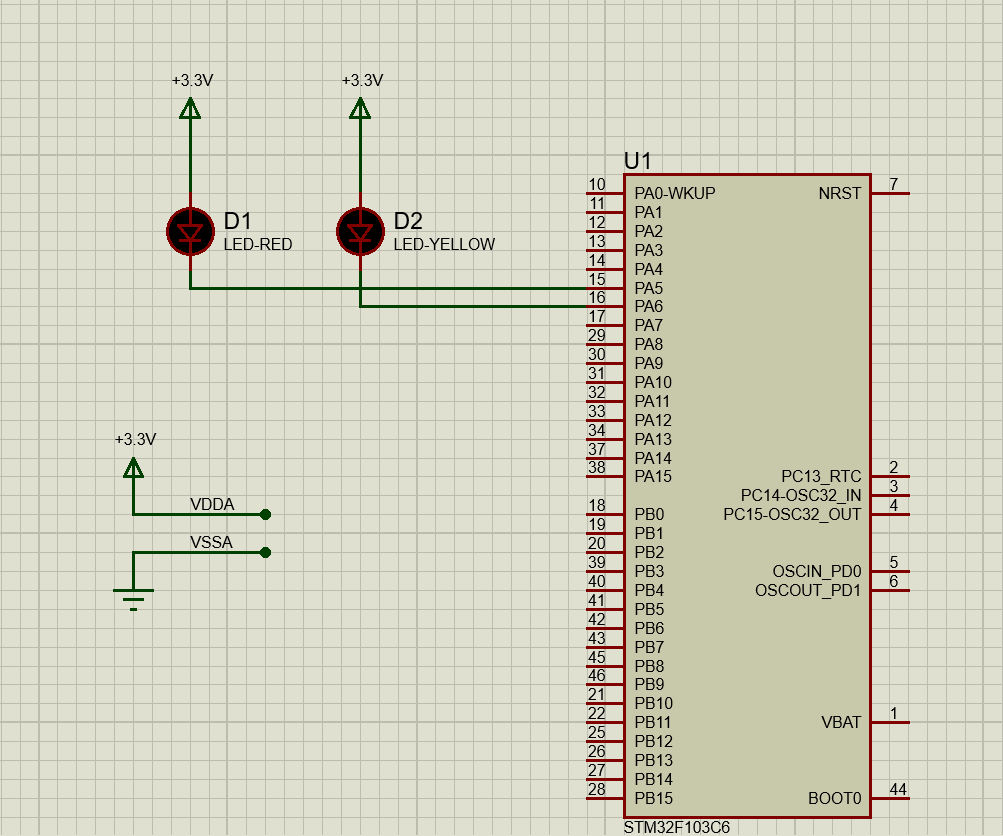 +3.3V +3.3V
D1
LED-RED
D2
LED-YELLOW
+3.3V
VDDA
VSSA
U1
10 PA0-WKUP NRST 7
11 PA1
12 PA2
13 PA3
14 PA4
15 PA5
16 PA6
17 PA7
29 PA8
30 PA9
31 PA10
32 PA11
33 PA12
34 PA13
37 PA14
38 PA15 PC13_RTC 2
PC14-OSC32_IN 3
18 PB0 PC15-OSC32_OUT 4
19 PB1
20 PB2
39 PB3 OSCIN_PD0 5
40 PB4 OSCOUT_PD1 6
41 PB5
42 PB6
43 PB7
45 PB8
46 PB9
21 PB10
22 PB11 VBAT 1
25 PB12
26 PB13
27 PB14
28 PB15 BOOT0 44
STM32F103C6